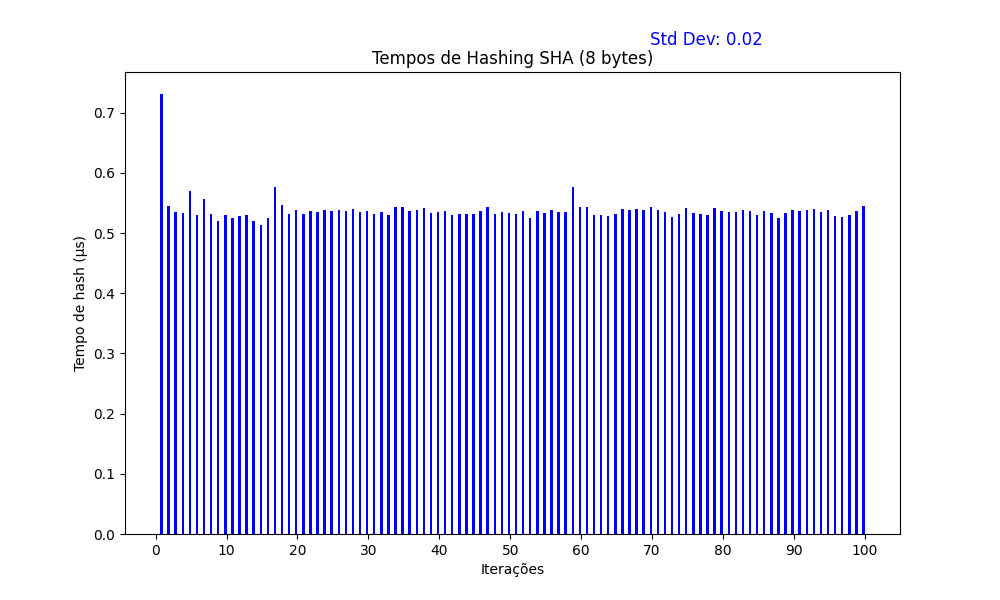 Std Dev: 0.02
Tempos de Hashing SHA (8 bytes)
Tempo de hash (µs)
0.7
0.6
0.5
0.4
0.3
0.2
0.1
0.0
0 10 20 30 40 50 60 70 80 90 100
Iterações